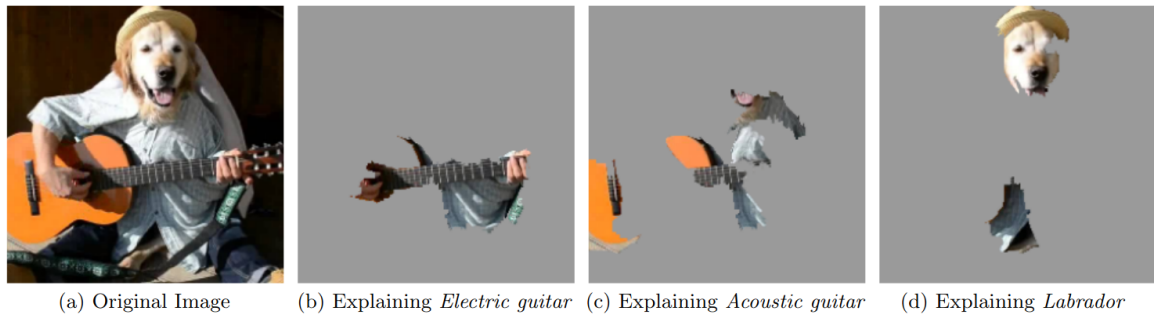 (a) Original Image
(b) Explaining Electric guitar
(c) Explaining Acoustic guitar
(d) Explaining Labrador